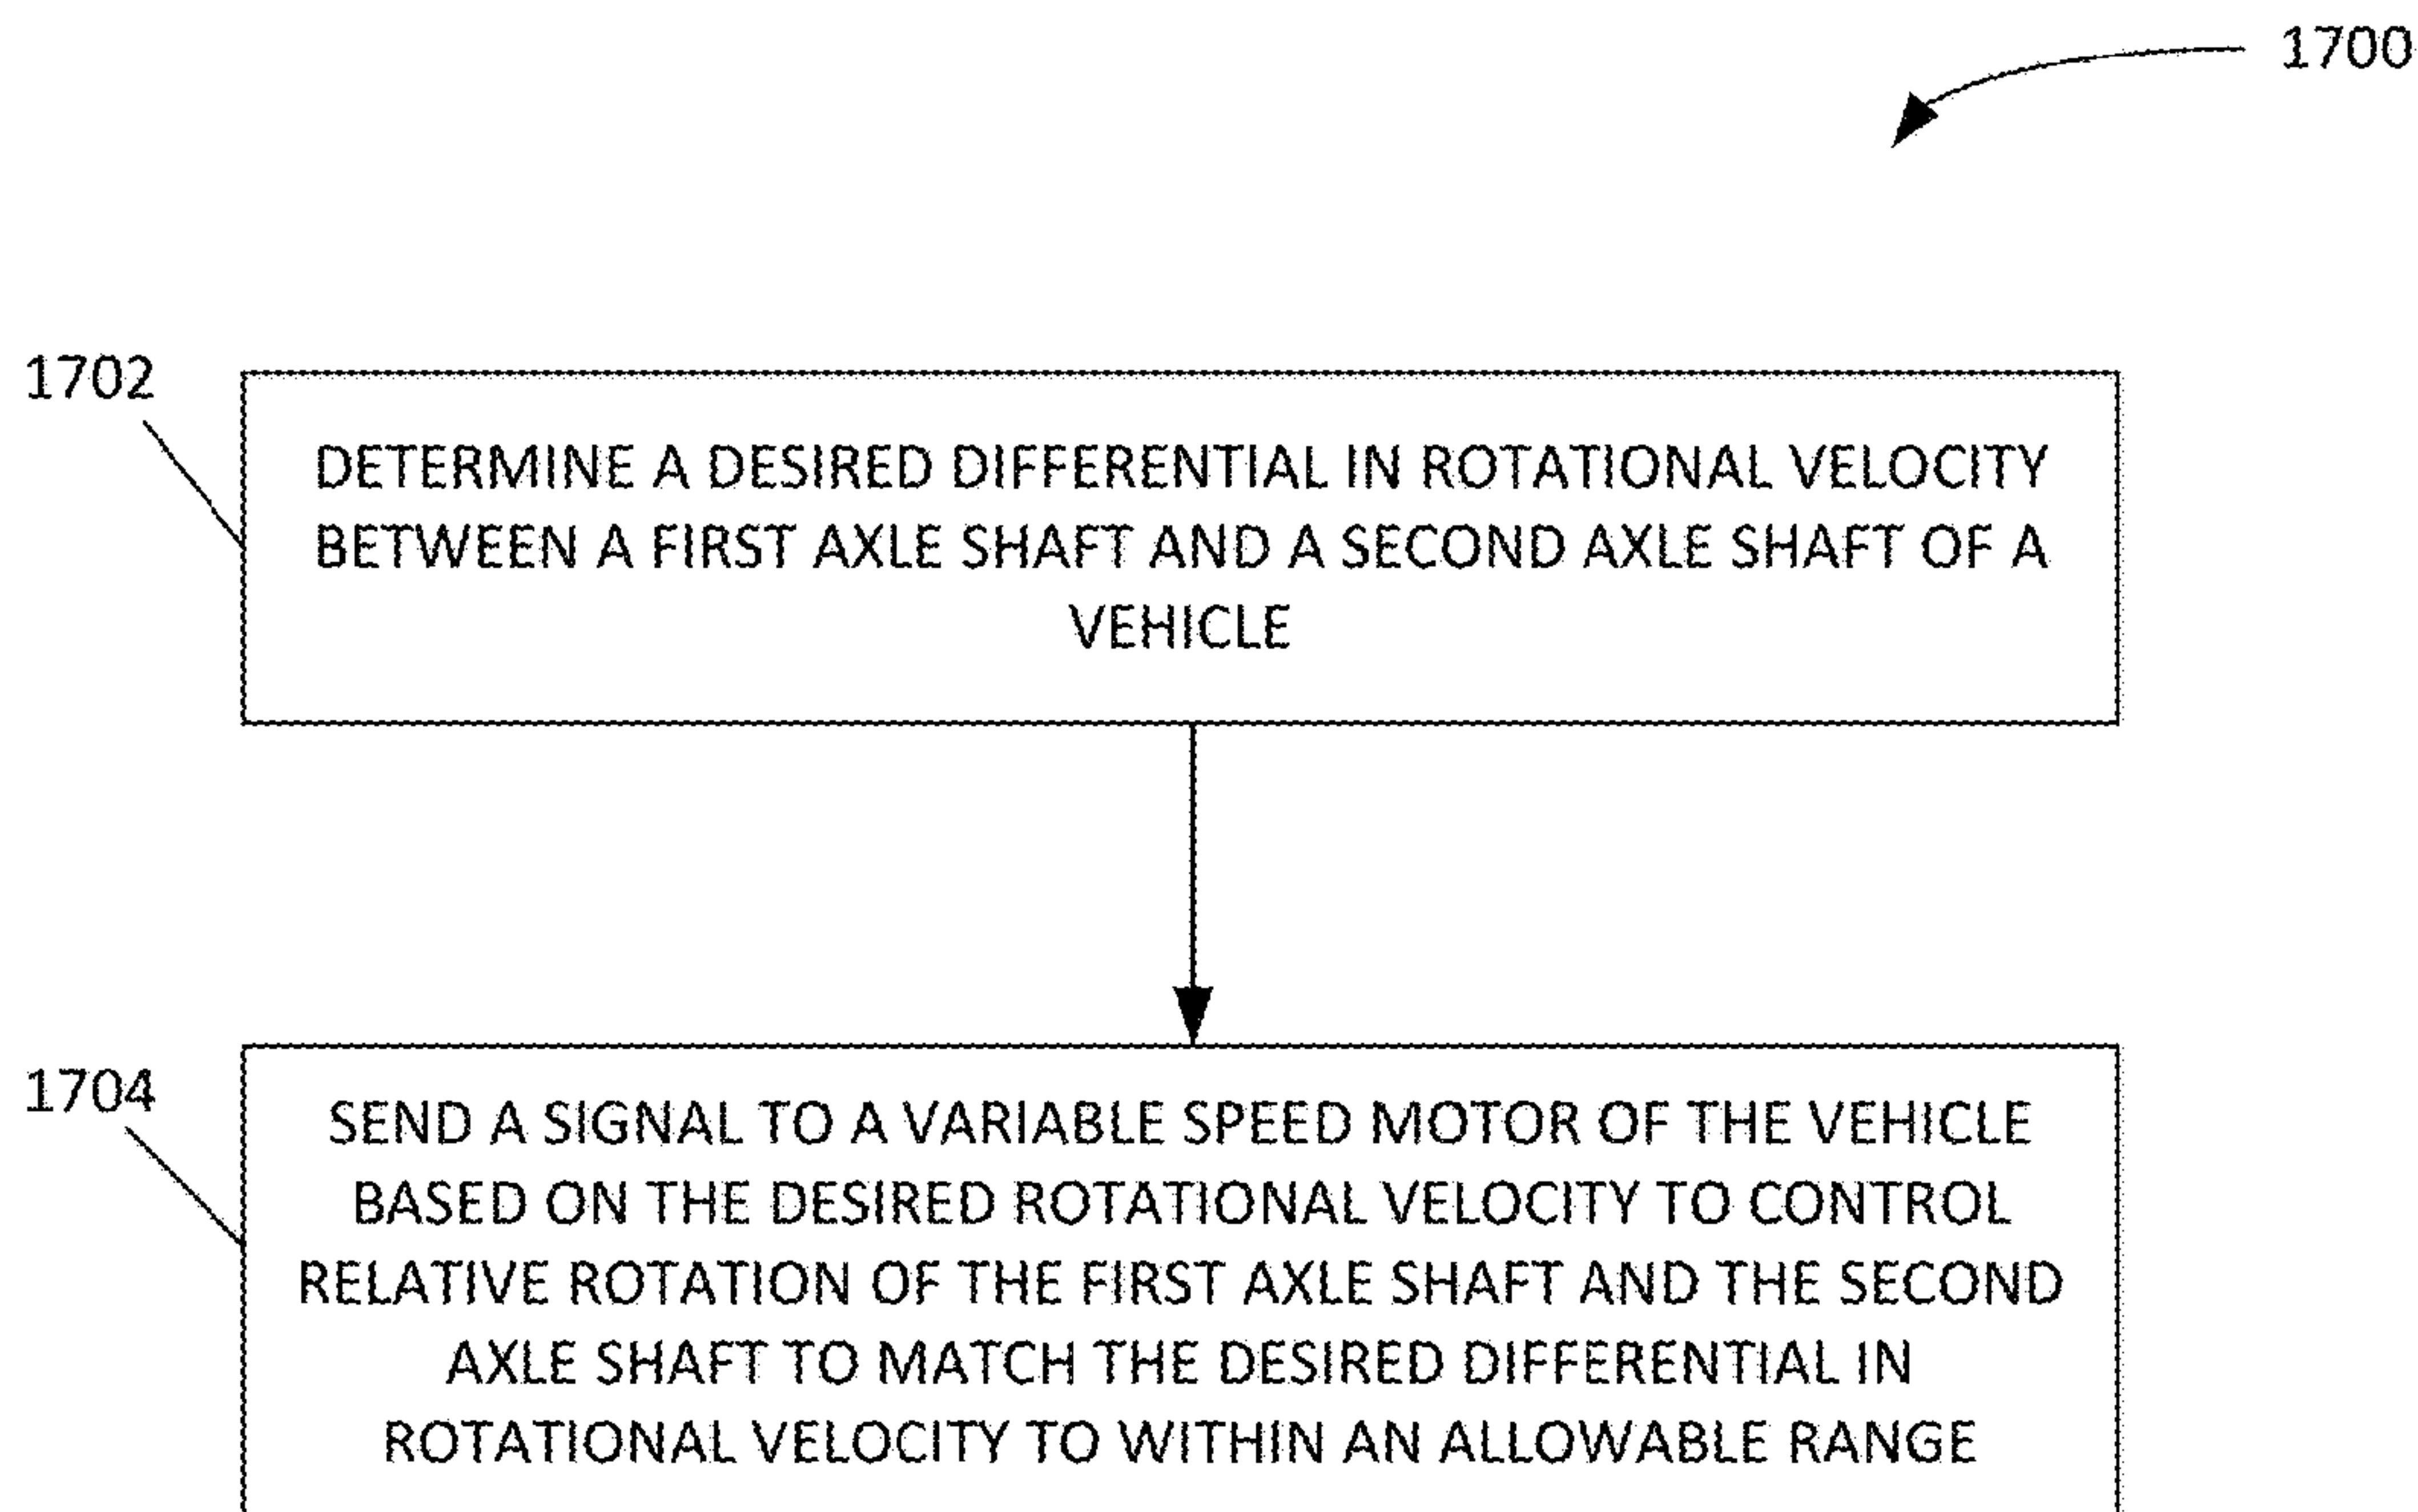 1700
1702
DETERMINE A DESIRED DIFFERENTIAL IN ROTATIONAL VELOCITY
BETWEEN A FIRST AXLE SHAFT AND A SECOND AXLE SHAFT OF A
VEHICLE
1704
SEND A SIGNAL TO A VARIABLE SPEED MOTOR OF THE VEHICLE
BASED ON THE DESIRED ROTATIONAL VELOCITY TO CONTROL
RELATIVE ROTATION OF THE FIRST AXLE SHAFT AND THE SECOND
AXLE SHAFT TO MATCH THE DESIRED DIFFERENTIAL IN
ROTATIONAL VELOCITY TO WITHIN AN ALLOWABLE RANGE